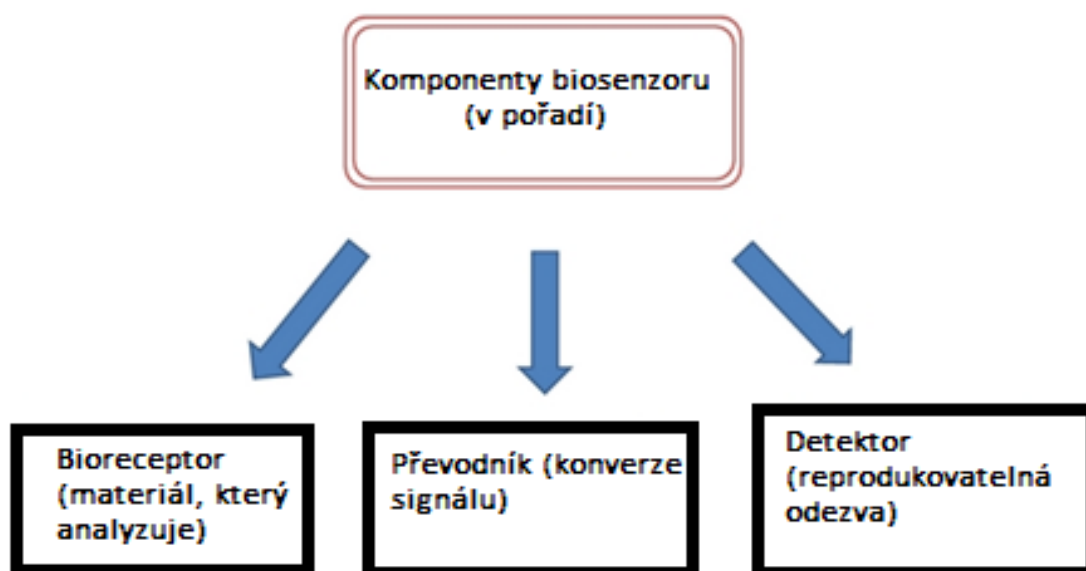 Komponenty biosenzoru
(v pořadí)
Bioreceptor
(materiál, který
analyzuje)
Převodník (konverze
signálu)
Detektor
(reprodukovatelná
odezva)